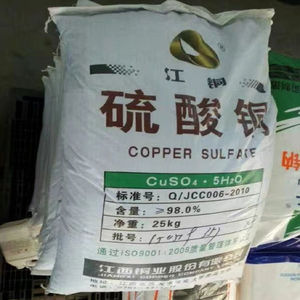 江铜
硫酸铜
COPPER SULFATE
CuSO4 · 5H2O
标准号: Q/JCC006-2010
含量: ≥98.0%
净重: 25kg
批号:
通过ISO9001:2008质量管理体系
江西铜业股份有限公司